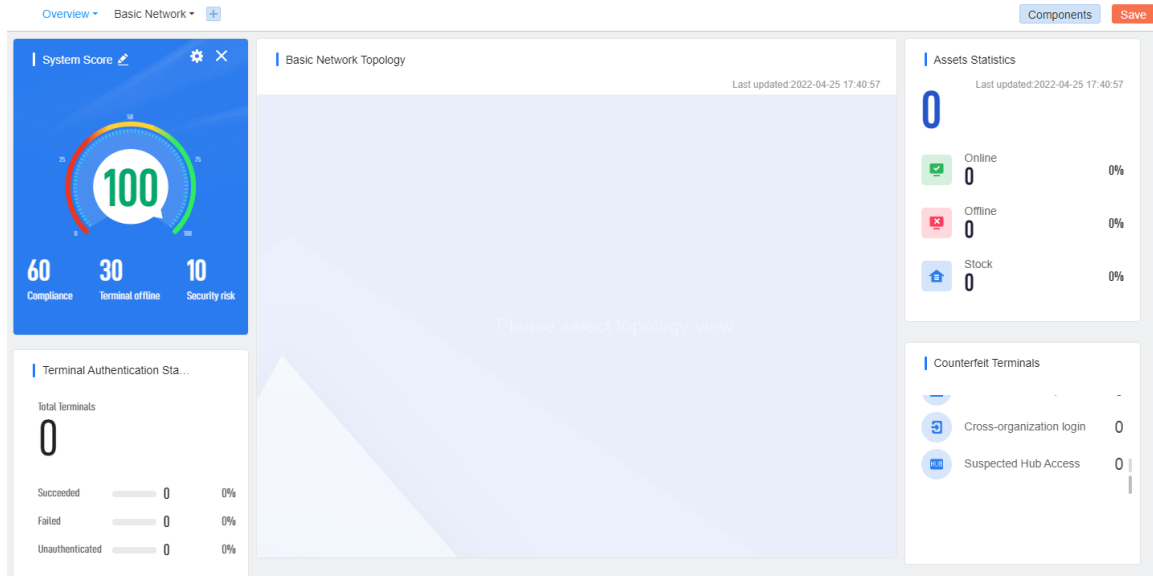 Overview Basic Network +
Components Save
System Score
50
25 75
100
0 100
60 30 10
Compliance Terminal offline Security risk
Terminal Authentication Sta...
Total Terminals
0
Succeeded 0 0%
Failed 0 0%
Unauthenticated 0 0%
Basic Network Topology
Last updated:2022-04-25 17:40:57
Please select topology view
Assets Statistics
Last updated:2022-04-25 17:40:57
0
Online
0 0%
Offline
0 0%
Stock
0 0%
Counterfeit Terminals
Cross-organization login 0
HUB Suspected Hub Access 0